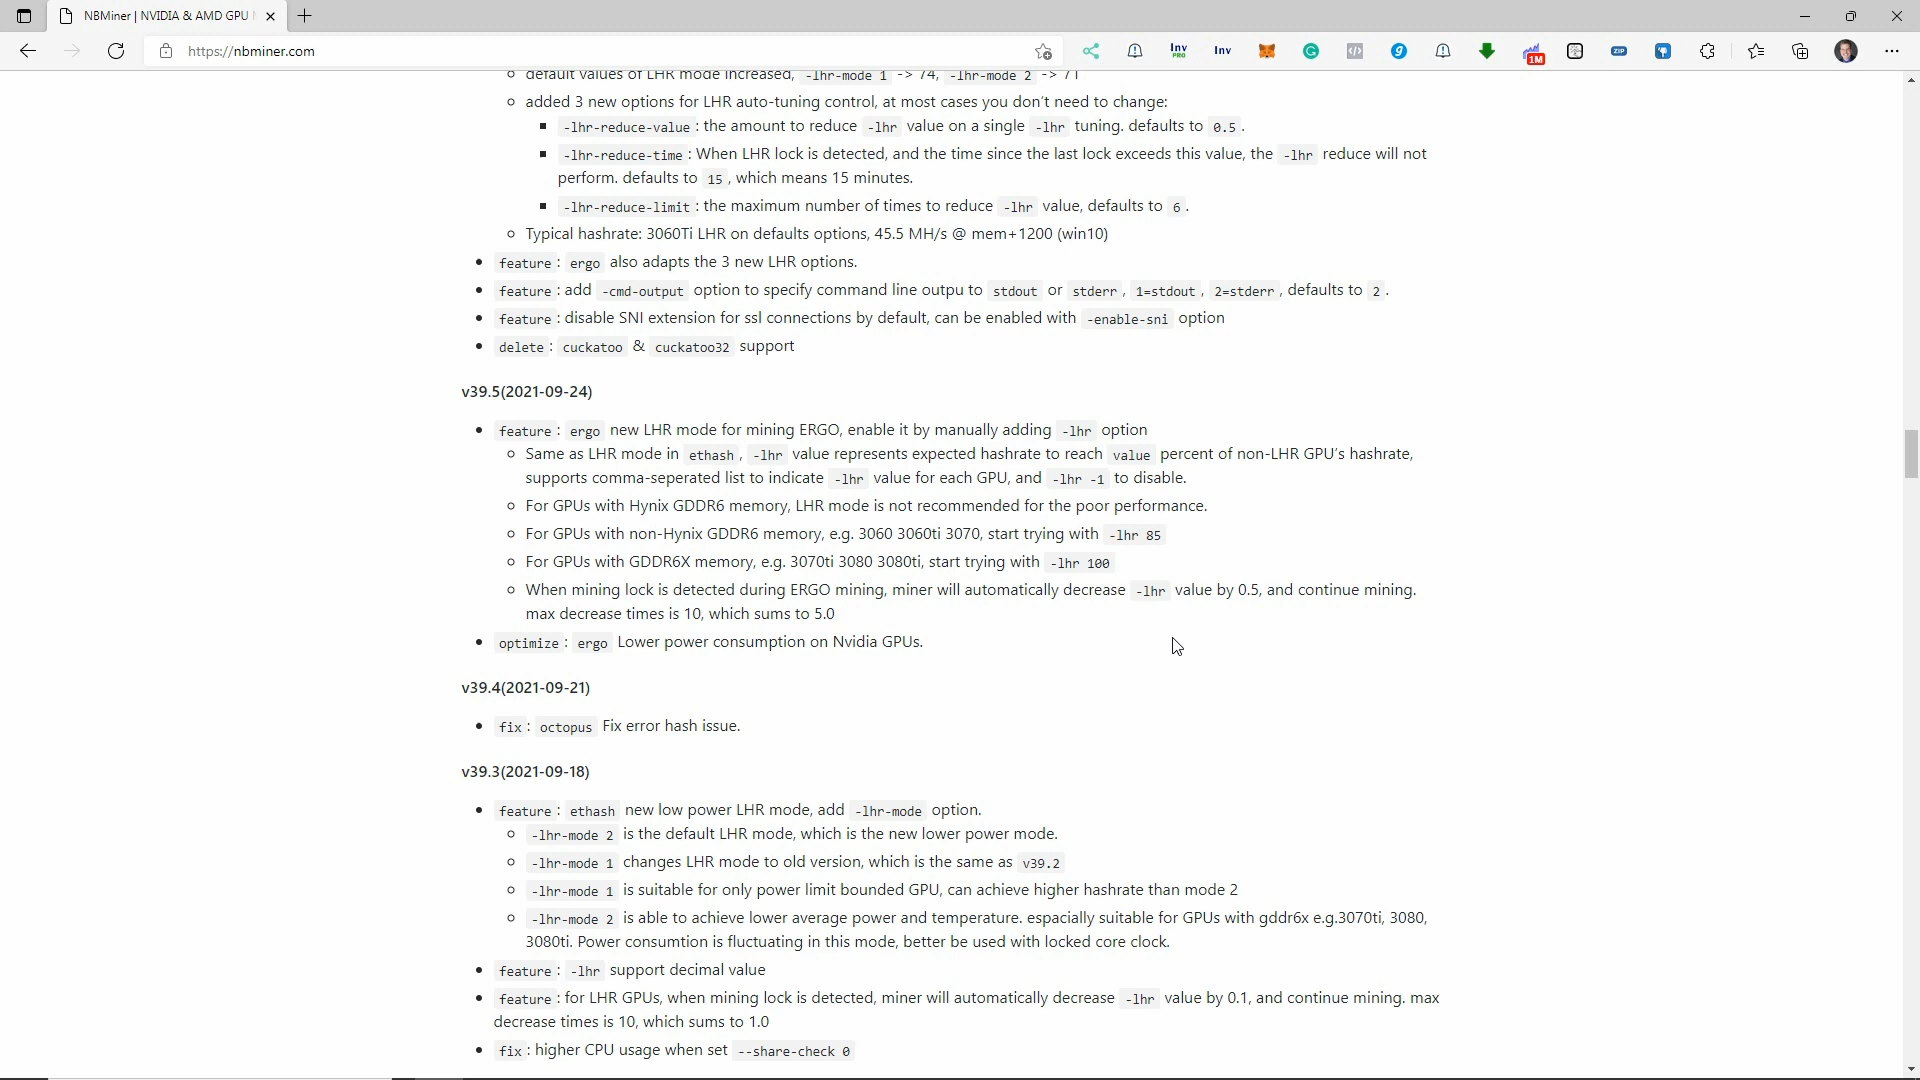 NBMiner | NVIDIA & AMD GPU
https://nbminer.com
Inv PRO
Inv
1M
ZIP
default values of LHR mode increased, -lhr-mode 1 -> 74, -lhr-mode 2 -> 71
added 3 new options for LHR auto-tuning control, at most cases you don't need to change:
-lhr-reduce-value : the amount to reduce -lhr value on a single -lhr tuning. defaults to 0.5 .
-lhr-reduce-time : When LHR lock is detected, and the time since the last lock exceeds this value, the -lhr reduce will not
perform. defaults to 15 , which means 15 minutes.
-lhr-reduce-limit : the maximum number of times to reduce -lhr value, defaults to 6 .
Typical hashrate: 3060Ti LHR on defaults options, 45.5 MH/s @ mem+1200 (win10)
feature : ergo also adapts the 3 new LHR options.
feature : add -cmd-output option to specify command line outpu to stdout or stderr , 1=stdout , 2=stderr , defaults to 2 .
feature : disable SNI extension for ssl connections by default, can be enabled with -enable-sni option
delete : cuckatoo & cuckatoo32 support
v39.5(2021-09-24)
feature : ergo new LHR mode for mining ERGO, enable it by manually adding -lhr option
Same as LHR mode in ethash , -lhr value represents expected hashrate to reach value percent of non-LHR GPU's hashrate,
supports comma-seperated list to indicate -lhr value for each GPU, and -lhr -1 to disable.
For GPUs with Hynix GDDR6 memory, LHR mode is not recommended for the poor performance.
For GPUs with non-Hynix GDDR6 memory, e.g. 3060 3060ti 3070, start trying with -lhr 85
For GPUs with GDDR6X memory, e.g. 3070ti 3080 3080ti, start trying with -lhr 100
When mining lock is detected during ERGO mining, miner will automatically decrease -lhr value by 0.5, and continue mining.
max decrease times is 10, which sums to 5.0
optimize : ergo Lower power consumption on Nvidia GPUs.
v39.4(2021-09-21)
fix : octopus Fix error hash issue.
v39.3(2021-09-18)
feature : ethash new low power LHR mode, add -lhr-mode option.
-lhr-mode 2 is the default LHR mode, which is the new lower power mode.
-lhr-mode 1 changes LHR mode to old version, which is the same as v39.2
-lhr-mode 1 is suitable for only power limit bounded GPU, can achieve higher hashrate than mode 2
-lhr-mode 2 is able to achieve lower average power and temperature. espacially suitable for GPUs with gddr6x e.g.3070ti, 3080,
3080ti. Power consumtion is fluctuating in this mode, better be used with locked core clock.
feature : -lhr support decimal value
feature : for LHR GPUs, when mining lock is detected, miner will automatically decrease -lhr value by 0.1, and continue mining. max
decrease times is 10, which sums to 1.0
fix : higher CPU usage when set --share-check 0